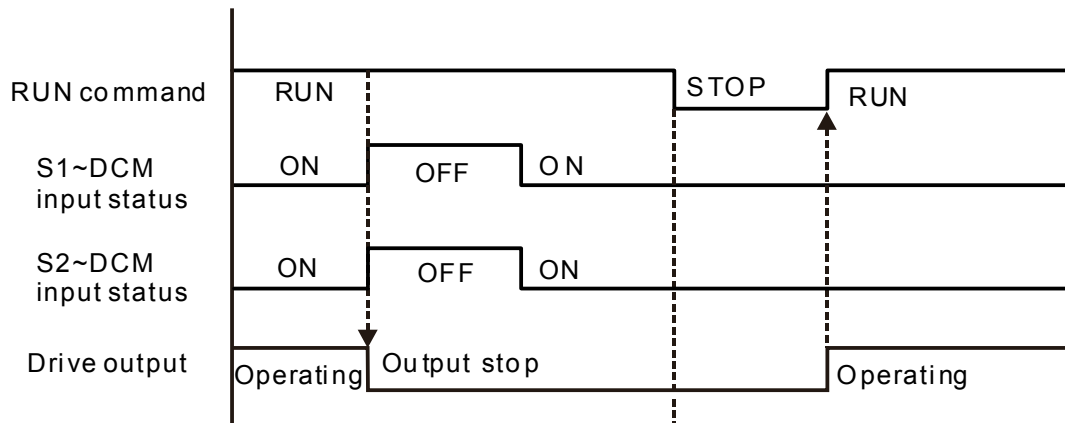 RUN command
RUN
STOP
RUN
S1~DCM
input status
ON
OFF
ON
S2~DCM
input status
ON
OFF
ON
Drive output
Operating
Output stop
Operating